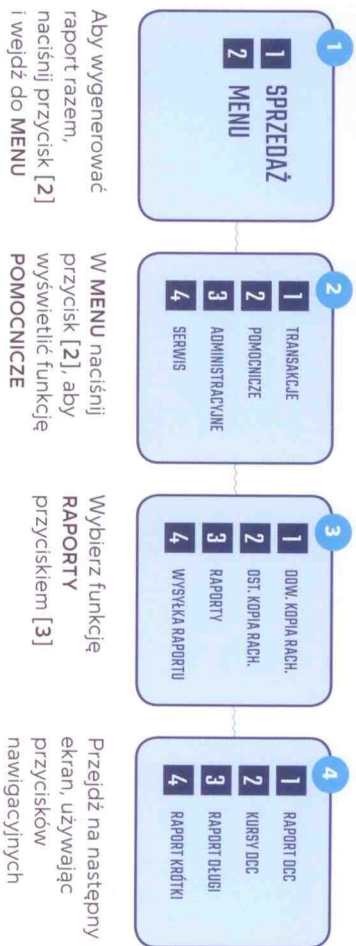 1
1 SPRZEDAŻ
2 MENU
Aby wygenerować
raport razem,
naciśnij przycisk [2]
i wejdź do MENU
2
1 TRANSAKCJE
2 POMOCNICZE
3 ADMINISTRACYJNE
4 SERWIS
W MENU naciśnij
przycisk [2], aby
wyświetlić funkcję
POMOCNICZE
3
1 DOW. KOPIA RACH.
2 OST. KOPIA RACH.
3 RAPORTY
4 WYSYŁKA RAPORTU
Wybierz funkcję
RAPORTY
przyciskiem [3]
4
1 RAPORT DCC
2 KURSY DCC
3 RAPORT DŁUGI
4 RAPORT KRÓTKI
Przejdź na następny
ekran, używając
przycisków
nawigacyjnych